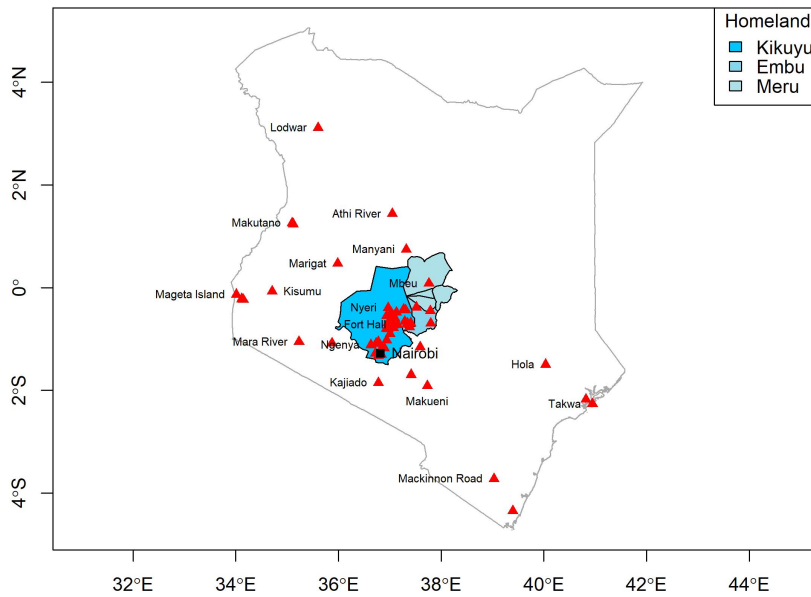 Homeland
Kikuyu
Embu
Meru
4°N
2°N
0°
2°S
4°S
Lodwar
Athi River
Makutano
Manyani
Marigat
Mbeu
Mageta Island
Kisumu
Nyeri
Fort Hall
Mara River
Ngenya
Nairobi
Hola
Kajiado
Makueni
Takwa
Mackinnon Road
32°E
34°E
36°E
38°E
40°E
42°E
44°E